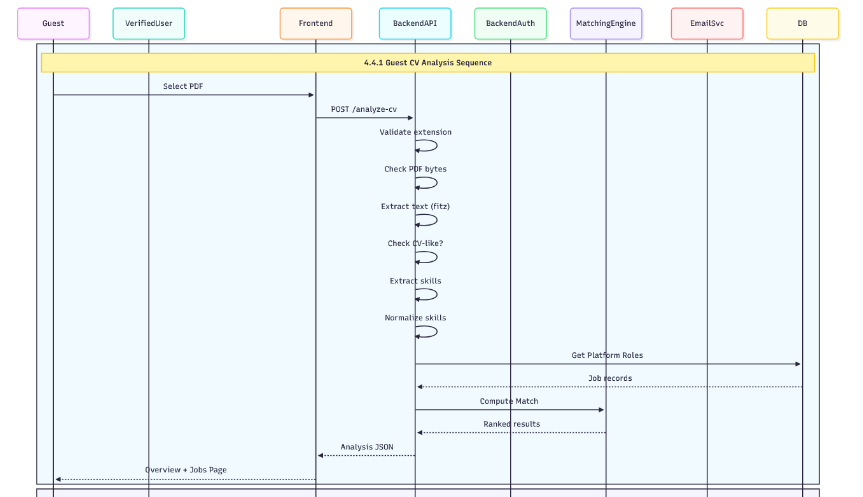 Guest
VerifiedUser
Frontend
BackendAPI
BackendAuth
MatchingEngine
EmailSvc
DB
4.4.1 Guest CV Analysis Sequence
Select PDF
POST /analyze-cv
Validate extension
Check PDF bytes
Extract text (fitz)
Check CV-like?
Extract skills
Normalize skills
Get Platform Roles
Job records
Compute Match
Ranked results
Analysis JSON
Overview + Jobs Page